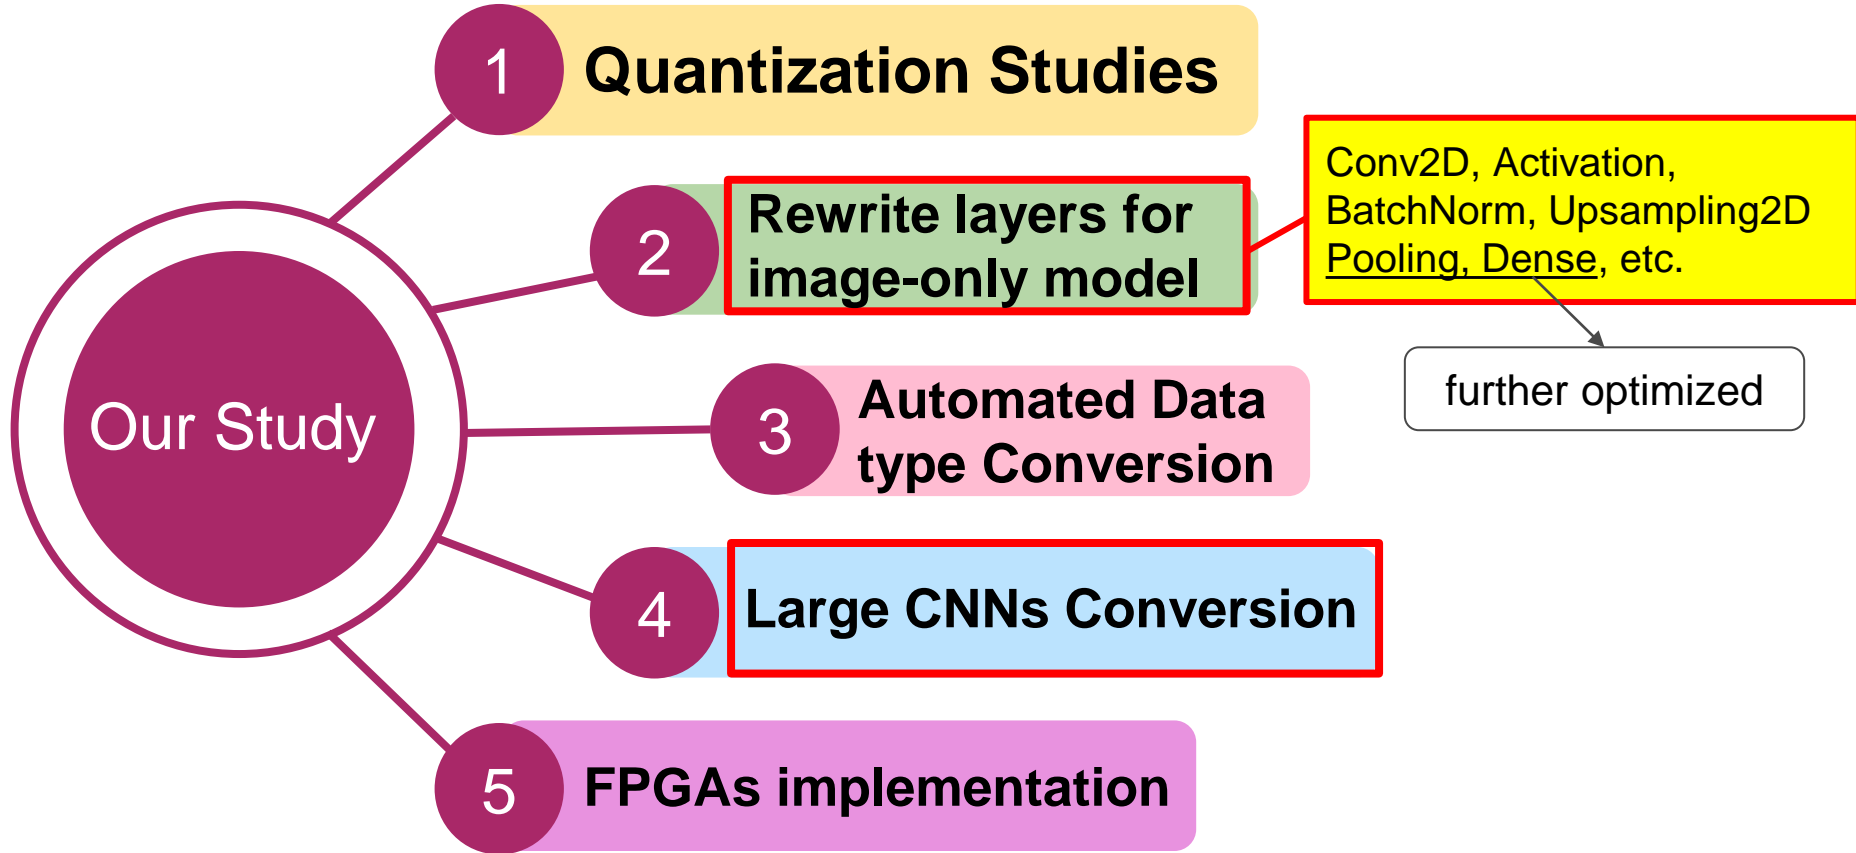 1
Quantization Studies
2
Rewrite layers for
image-only model
Conv2D, Activation,
BatchNorm, Upsampling2D
Pooling, Dense, etc.
further optimized
Our Study
3
Automated Data
type Conversion
4
Large CNNs Conversion
5
FPGAs implementation